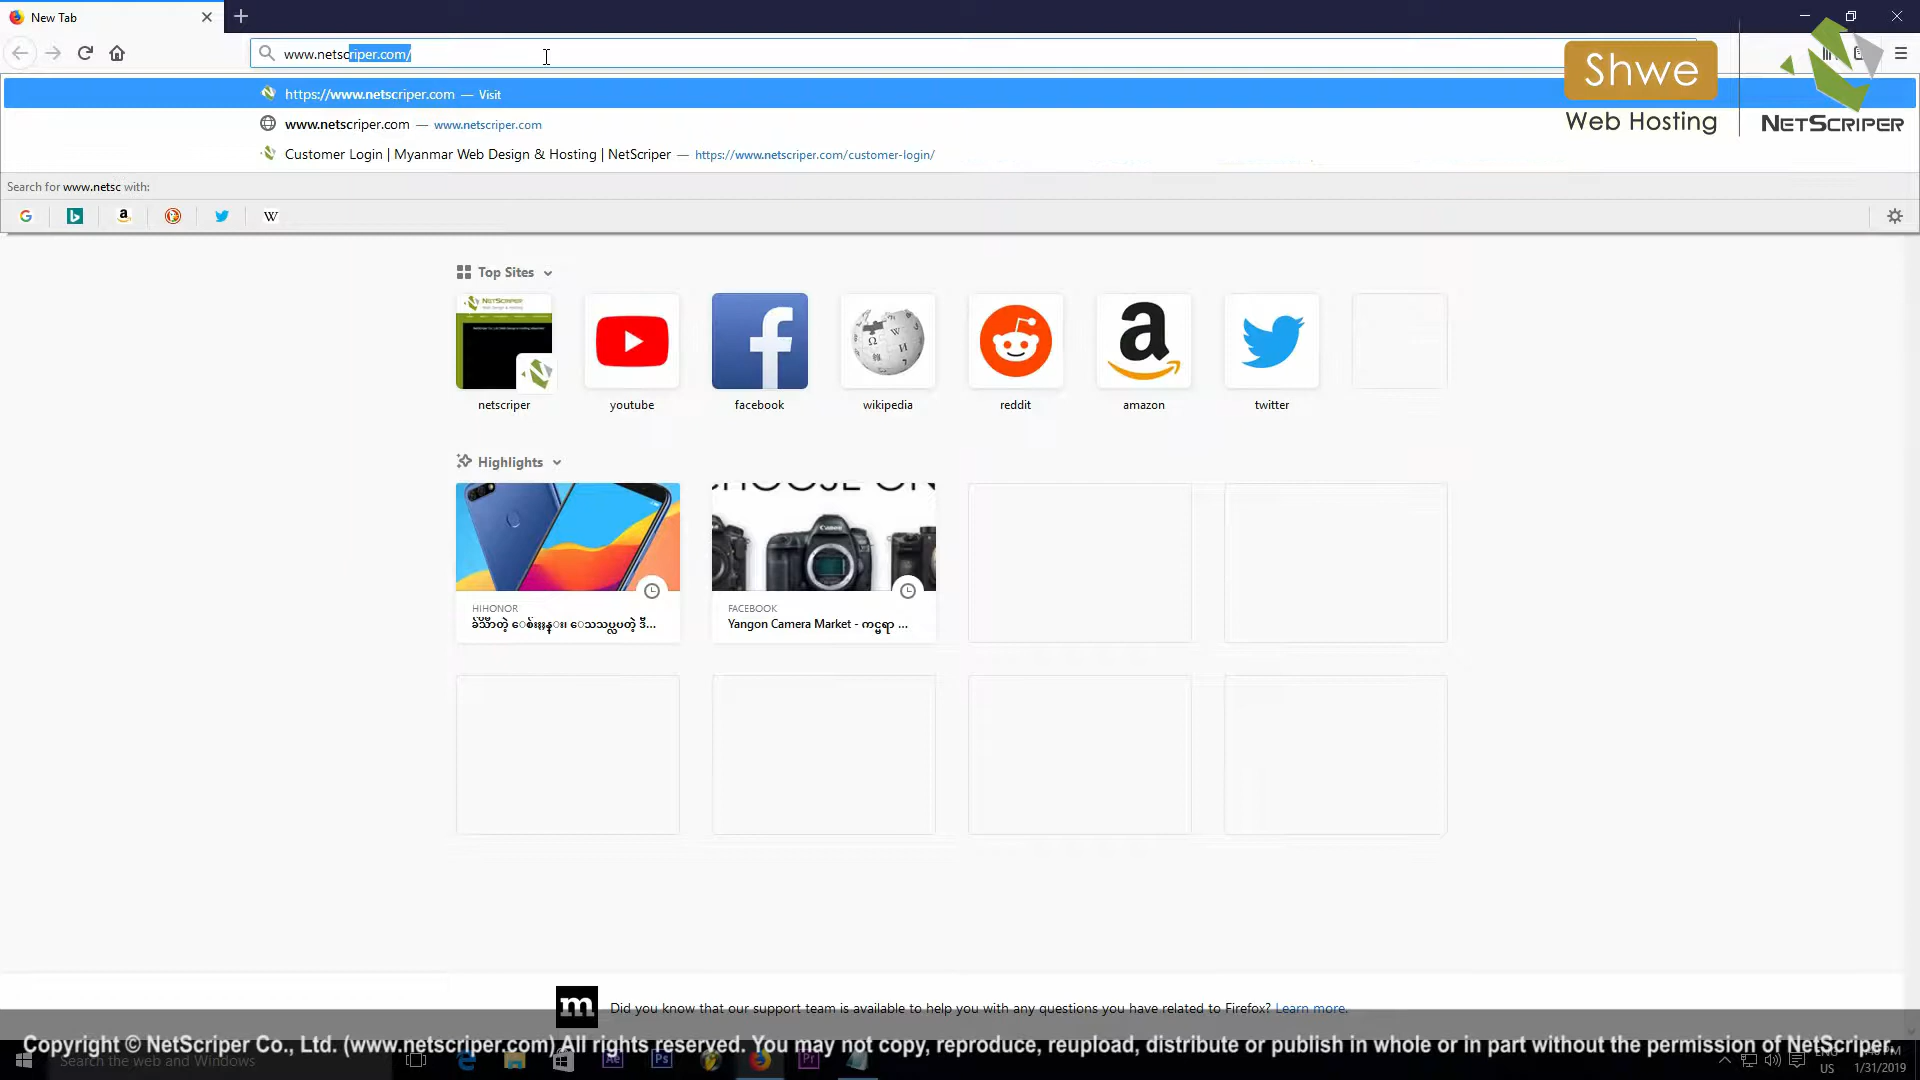 New Tab
www.netscriper.com/
https://www.netscriper.com — Visit
www.netscriper.com — www.netscriper.com
Customer Login | Myanmar Web Design & Hosting | NetScriper — https://www.netscriper.com/customer-login/
Shwe
Web Hosting
NETSCRIPER
Search for www.netsc with:
Top Sites
netscriper
youtube
facebook
wikipedia
reddit
amazon
twitter
Highlights
HIHONOR
FACEBOOK
Yangon Camera Market - ကင္မရာ ...
Did you know that our support team is available to help you with any questions you have related to Firefox? Learn more.
Copyright © NetScriper Co., Ltd. (www.netscriper.com) All rights reserved. You may not copy, reproduce, reupload, distribute or publish in whole or in part without the permission of NetScriper.
Search the web and Windows
US
1/31/2019